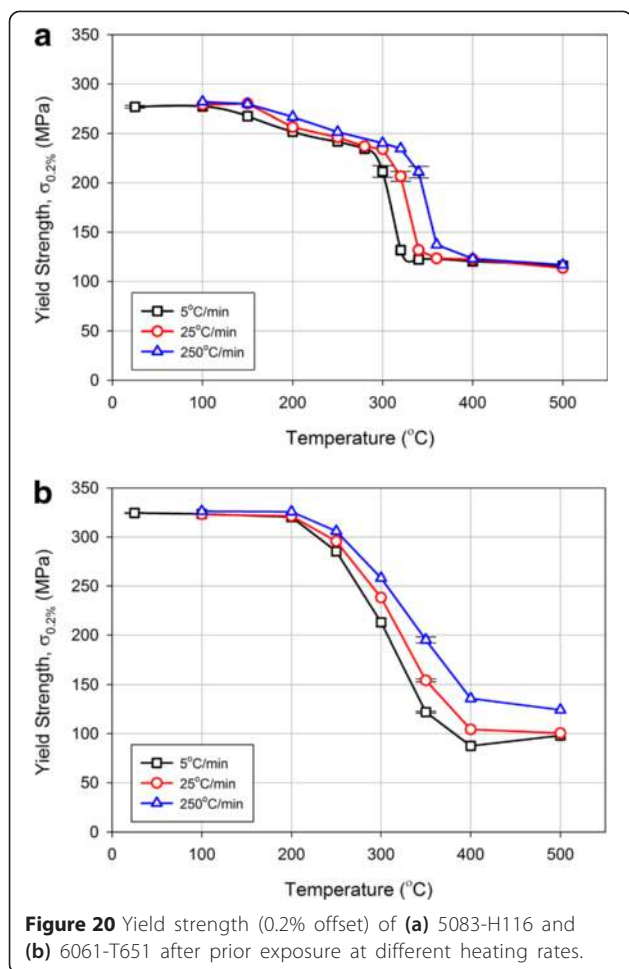 a
350
300
250
200
150
100
50
0
Yield Strength, σ0.2% (MPa)
5°C/min
25°C/min
250°C/min
0 100 200 300 400 500
Temperature (°C)
b
350
300
250
200
150
100
50
0
Yield Strength, σ0.2% (MPa)
5°C/min
25°C/min
250°C/min
0 100 200 300 400 500
Temperature (°C)
Figure 20 Yield strength (0.2% offset) of (a) 5083-H116 and
(b) 6061-T651 after prior exposure at different heating rates.